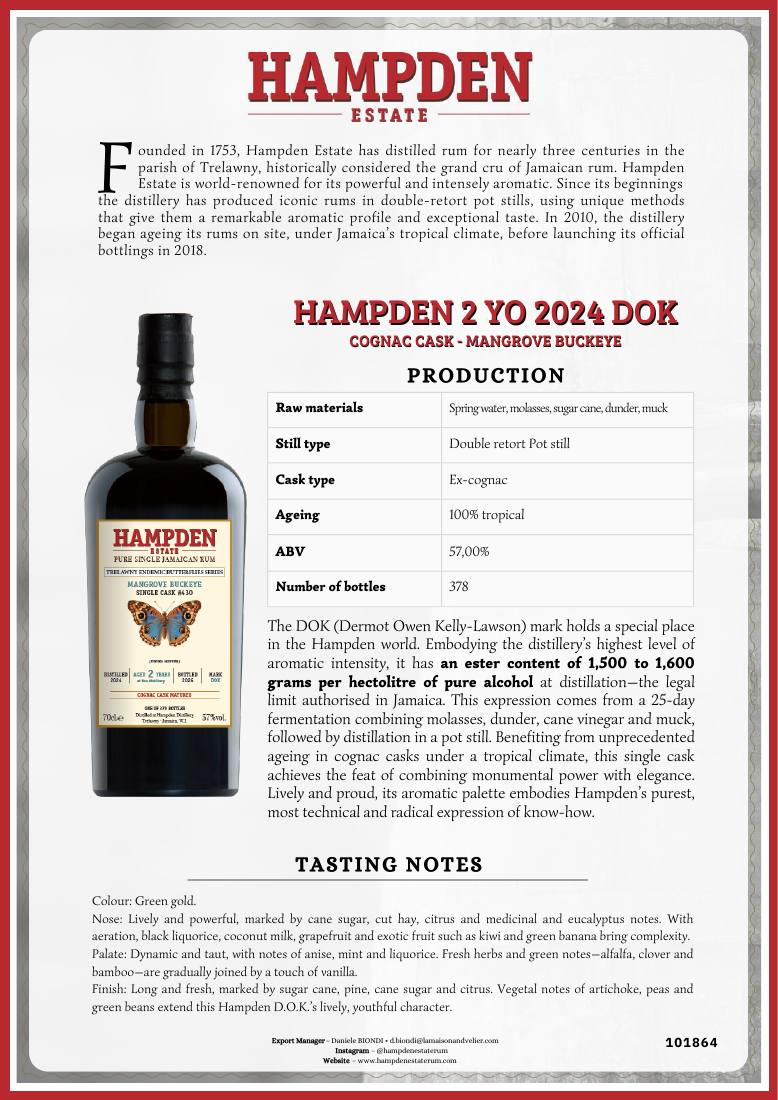 HAMPDEN
ESTATE
Founded in 1753, Hampden Estate has distilled rum for nearly three centuries in the
parish of Trelawny, historically considered the grand cru of Jamaican rum. Hampden
Estate is world-renowned for its powerful and intensely aromatic. Since its beginnings
the distillery has produced iconic rums in double-retort pot stills, using unique methods
that give them a remarkable aromatic profile and exceptional taste. In 2010, the distillery
began ageing its rums on site, under Jamaica's tropical climate, before launching its official
bottlings in 2018.
HAMPDEN 2 YO 2024 DOK
COGNAC CASK - MANGROVE BUCKEYE
PRODUCTION
Raw materials Spring water, molasses, sugar cane, dunder, muck
Still type Double retort Pot still
Cask type Ex-cognac
Ageing 100% tropical
ABV 57,00%
Number of bottles 378
HAMPDEN
ESTATE
PURE SINGLE JAMAICAN RUM
TRELAWNY ENDEMIC BUTTERFLIES SERIES
MANGROVE BUCKEYE
SINGLE CASK #430
DISTILLED 2024 AGED 2 YEARS at the distillery BOTTLED 2026 MARK DOK
COGNAC CASK MATURED
ONE OF 378 BOTTLES
70cl e Distilled at Hampden Distillery 57%vol.
Trelawny - Jamaica, W.I.
The DOK (Dermot Owen Kelly-Lawson) mark holds a special place
in the Hampden world. Embodying the distillery's highest level of
aromatic intensity, it has an ester content of 1,500 to 1,600
grams per hectolitre of pure alcohol at distillation—the legal
limit authorised in Jamaica. This expression comes from a 25-day
fermentation combining molasses, dunder, cane vinegar and muck,
followed by distillation in a pot still. Benefiting from unprecedented
ageing in cognac casks under a tropical climate, this single cask
achieves the feat of combining monumental power with elegance.
Lively and proud, its aromatic palette embodies Hampden's purest,
most technical and radical expression of know-how.
TASTING NOTES
Colour: Green gold.
Nose: Lively and powerful, marked by cane sugar, cut hay, citrus and medicinal and eucalyptus notes. With
aeration, black liquorice, coconut milk, grapefruit and exotic fruit such as kiwi and green banana bring complexity.
Palate: Dynamic and taut, with notes of anise, mint and liquorice. Fresh herbs and green notes—alfalfa, clover and
bamboo—are gradually joined by a touch of vanilla.
Finish: Long and fresh, marked by sugar cane, pine, cane sugar and citrus. Vegetal notes of artichoke, peas and
green beans extend this Hampden D.O.K.'s lively, youthful character.
Export Manager – Daniele BIONDI • d.biondi@lamaisonandvelier.com
Instagram – @hampdenestaterum
Website – www.hampdenestaterum.com
101864